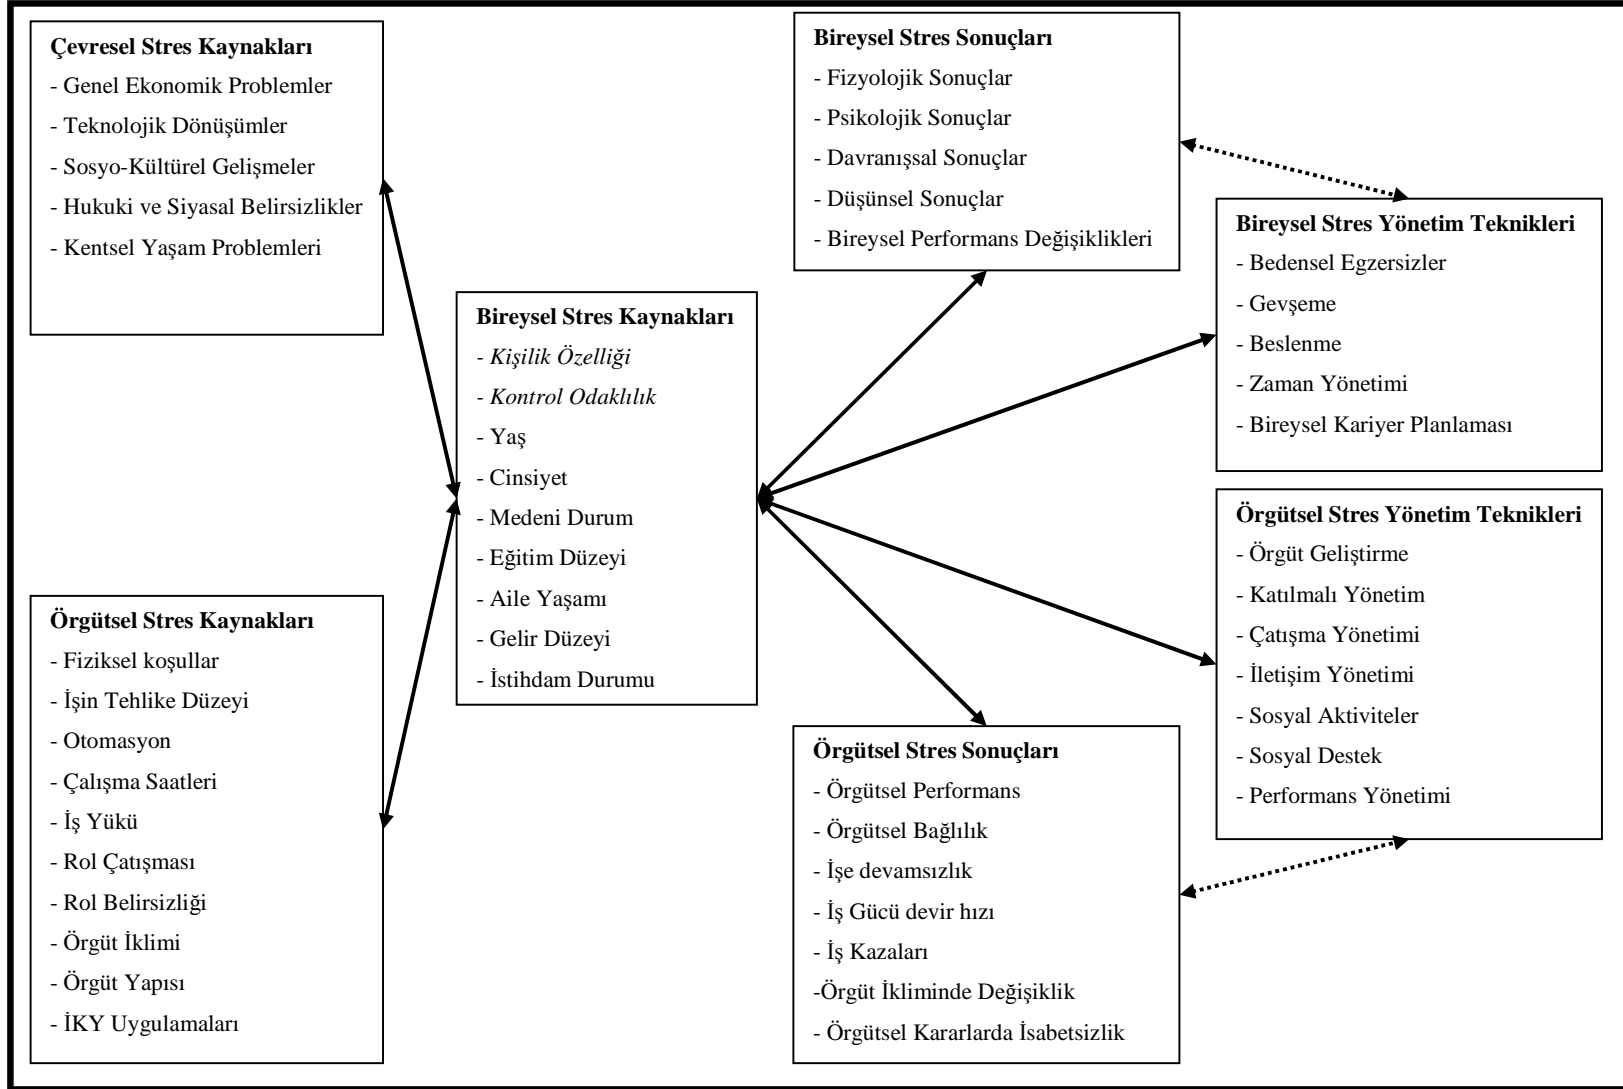 Çevresel Stres Kaynakları
- Genel Ekonomik Problemler
- Teknolojik Dönüşümler
- Sosyo-Kültürel Gelişmeler
- Hukuki ve Siyasal Belirsizlikler
- Kentsel Yaşam Problemleri
Örgütsel Stres Kaynakları
- Fiziksel koşullar
- İşin Tehlike Düzeyi
- Otomasyon
- Çalışma Saatleri
- İş Yükü
- Rol Çatışması
- Rol Belirsizliği
- Örgüt İklimi
- Örgüt Yapısı
- İKY Uygulamaları
Bireysel Stres Kaynakları
- Kişilik Özelliği
- Kontrol Odaklılık
- Yaş
- Cinsiyet
- Medeni Durum
- Eğitim Düzeyi
- Aile Yaşamı
- Gelir Düzeyi
- İstihdam Durumu
Bireysel Stres Sonuçları
- Fizyolojik Sonuçlar
- Psikolojik Sonuçlar
- Davranışsal Sonuçlar
- Düşünsel Sonuçlar
- Bireysel Performans Değişiklikleri
Örgütsel Stres Sonuçları
- Örgütsel Performans
- Örgütsel Bağlılık
- İşe devamsızlık
- İş Gücü devir hızı
- İş Kazaları
-Örgüt İkliminde Değişiklik
- Örgütsel Kararlarda İsabetsizlik
Bireysel Stres Yönetim Teknikleri
- Bedensel Egzersizler
- Gevşeme
- Beslenme
- Zaman Yönetimi
- Bireysel Kariyer Planlaması
Örgütsel Stres Yönetim Teknikleri
- Örgüt Geliştirme
- Katılmalı Yönetim
- Çatışma Yönetimi
- İletişim Yönetimi
- Sosyal Aktiviteler
- Sosyal Destek
- Performans Yönetimi